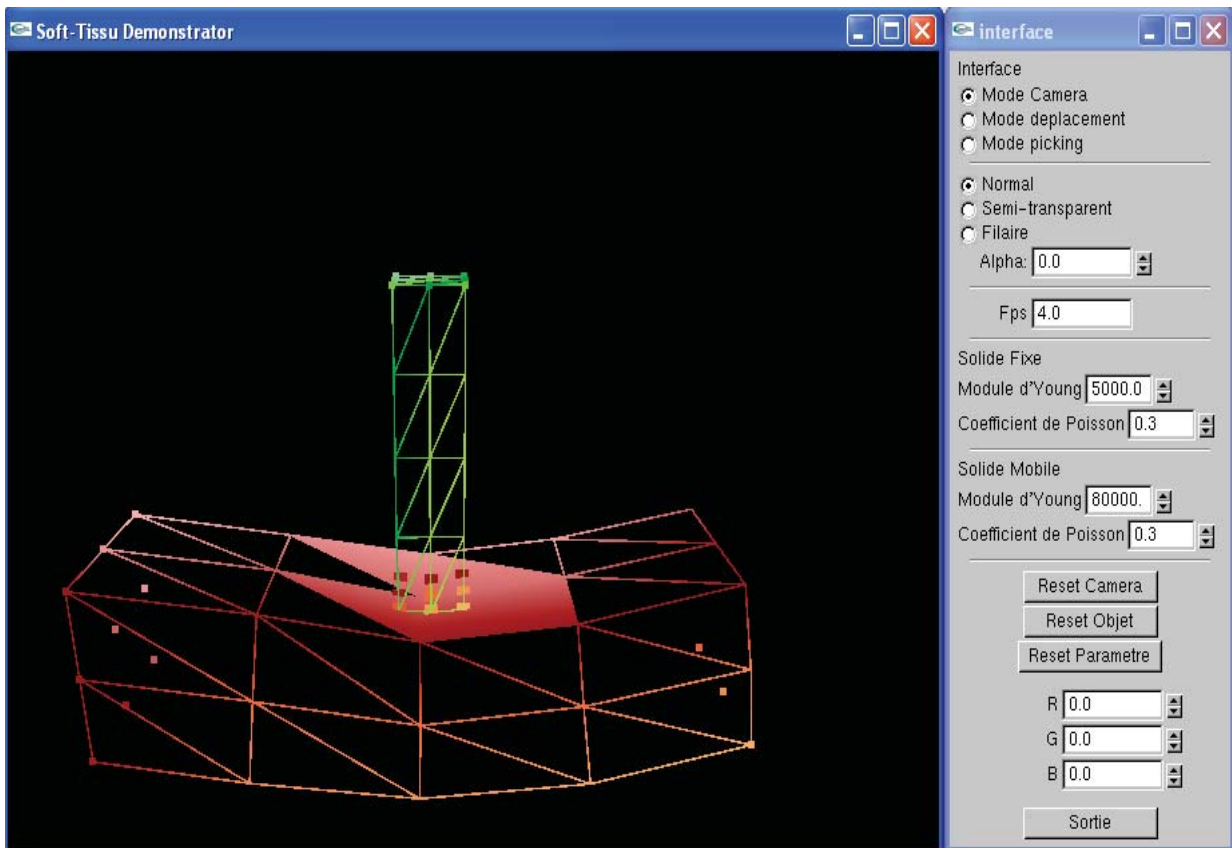 Soft-Tissu Demonstrator
interface
Interface
Mode Camera
Mode deplacement
Mode picking
Normal
Semi-transparent
Filaire
Alpha: 0.0
Fps 4.0
Solide Fixe
Module d'Young 5000.0
Coefficient de Poisson 0.3
Solide Mobile
Module d'Young 80000.
Coefficient de Poisson 0.3
Reset Camera
Reset Objet
Reset Parametre
R 0.0
G 0.0
B 0.0
Sortie